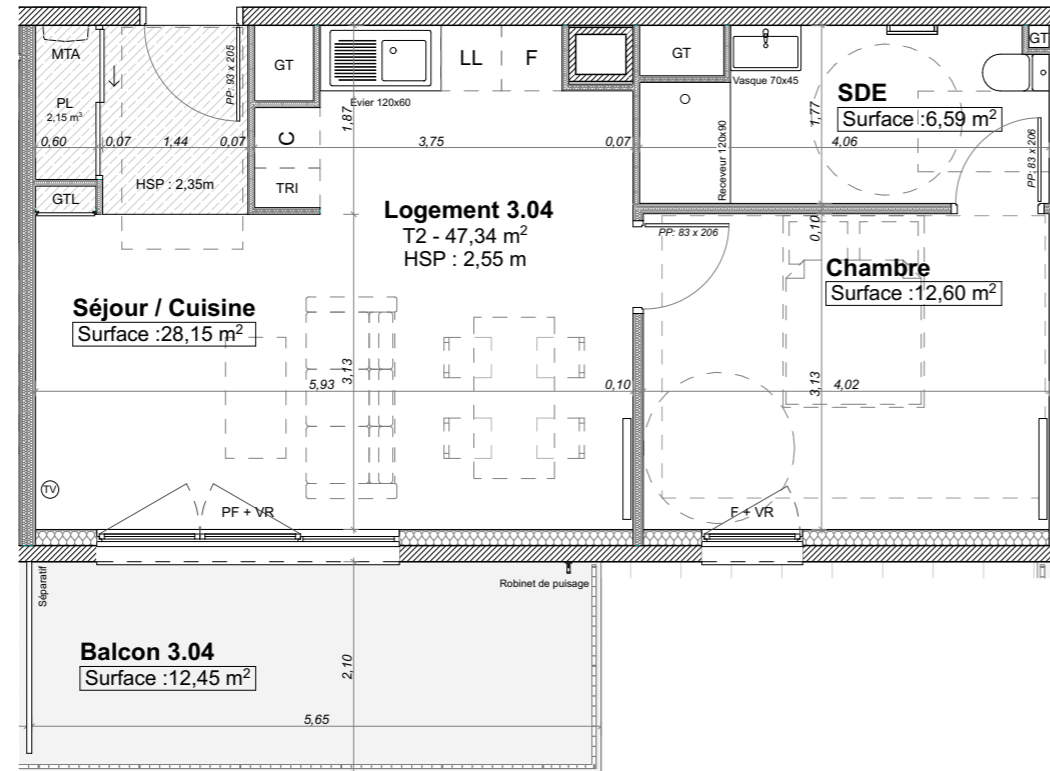 MTA
PL
2,15 m³
0,60
0,07
1,44
0,07
HSP : 2,35m
GTL
PP: 93 x 205
GT
C
TRI
Évier 120x60
LL
F
1,87
3,75
0,07
GT
Vasque 70x45
Receveur 120x90
SDE
Surface :6,59 m²
1,77
4,06
GT
PP: 83 x 206
Logement 3.04
T2 - 47,34 m²
HSP : 2,55 m
PP: 83 x 206
0,10
Chambre
Surface :12,60 m²
Séjour / Cuisine
Surface :28,15 m²
5,93
3,13
0,10
3,13
4,02
TV
PF + VR
F + VR
Séparatif
Robinet de puisage
Balcon 3.04
Surface :12,45 m²
2,10
5,65